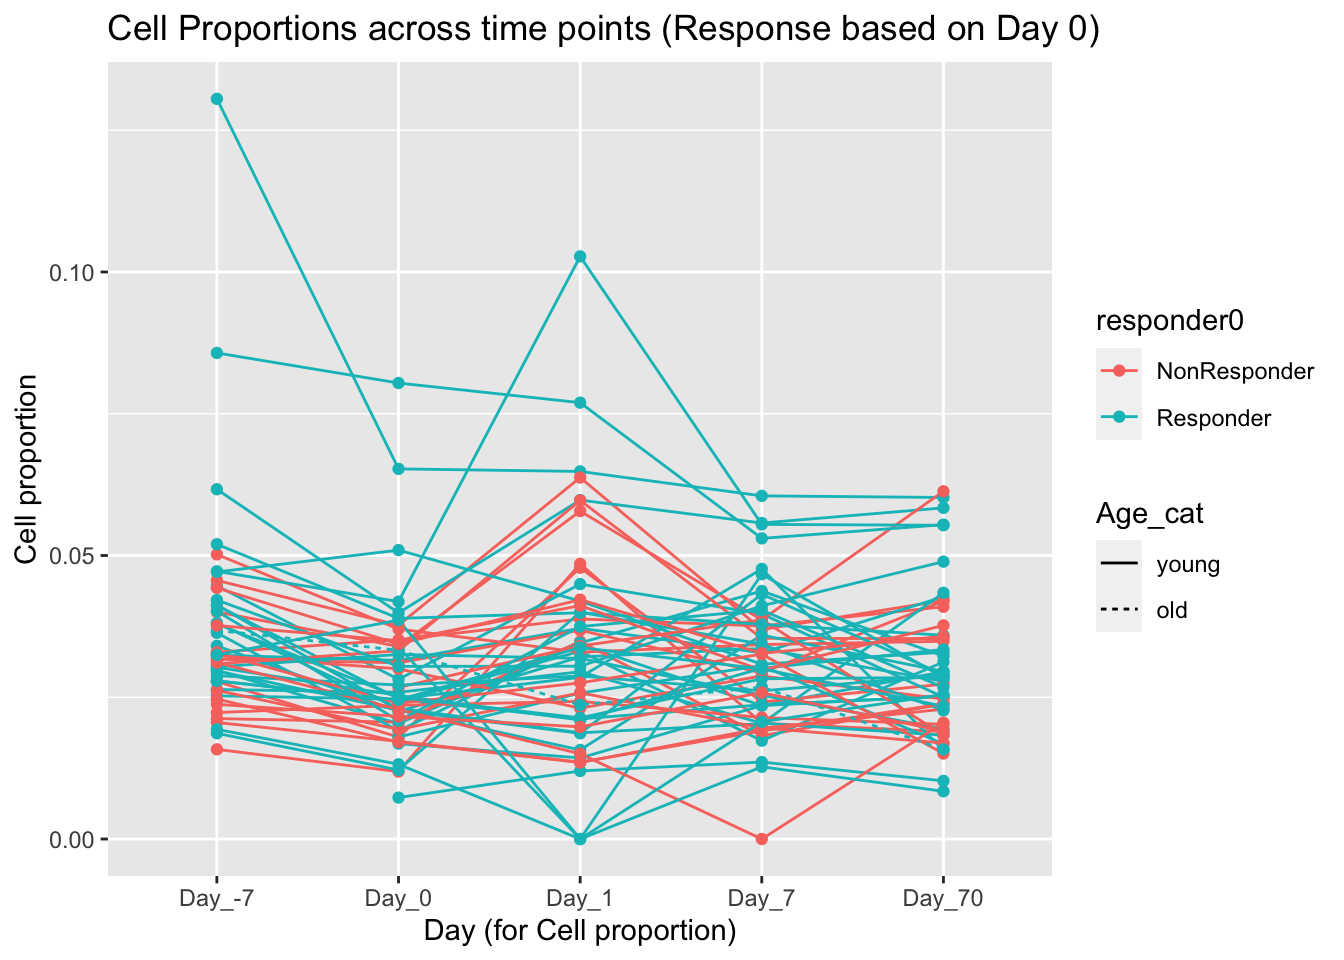 Cell Proportions across time points (Response based on Day 0)
Cell proportion
0.10
0.05
0.00
Day_-7
Day_0
Day_1
Day_7
Day_70
Day (for Cell proportion)
responder0
NonResponder
Responder
Age_cat
young
old